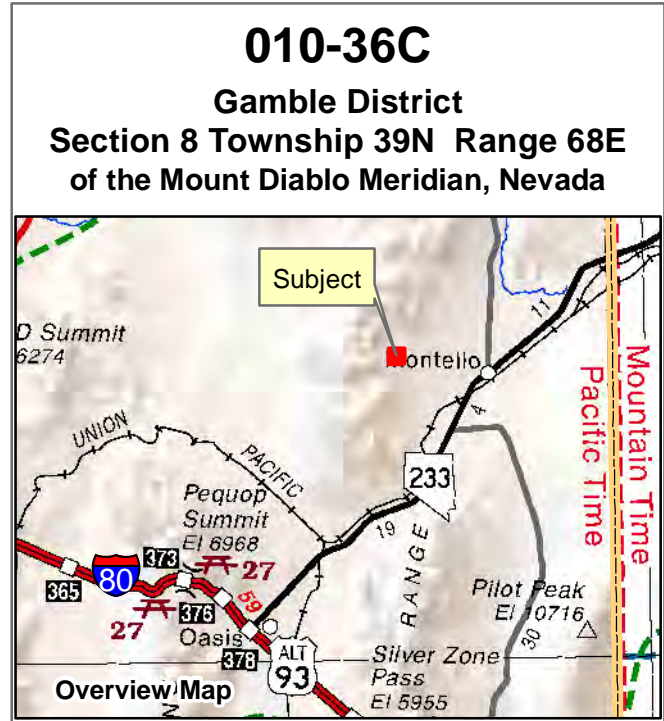 010-36C
Gamble District
Section 8 Township 39N Range 68E
of the Mount Diablo Meridian, Nevada
Subject
D Summit
6274
Montello
11
4
UNION
PACIFIC
233
19
RANGE
Pequop
Summit
El 6968
373
27
365
80
376
59
27
Oasis
378
ALT
93
Silver Zone
Pass
El 5955
Pilot Peak
El 10716
30
Mountain Time
Pacific Time
Overview Map